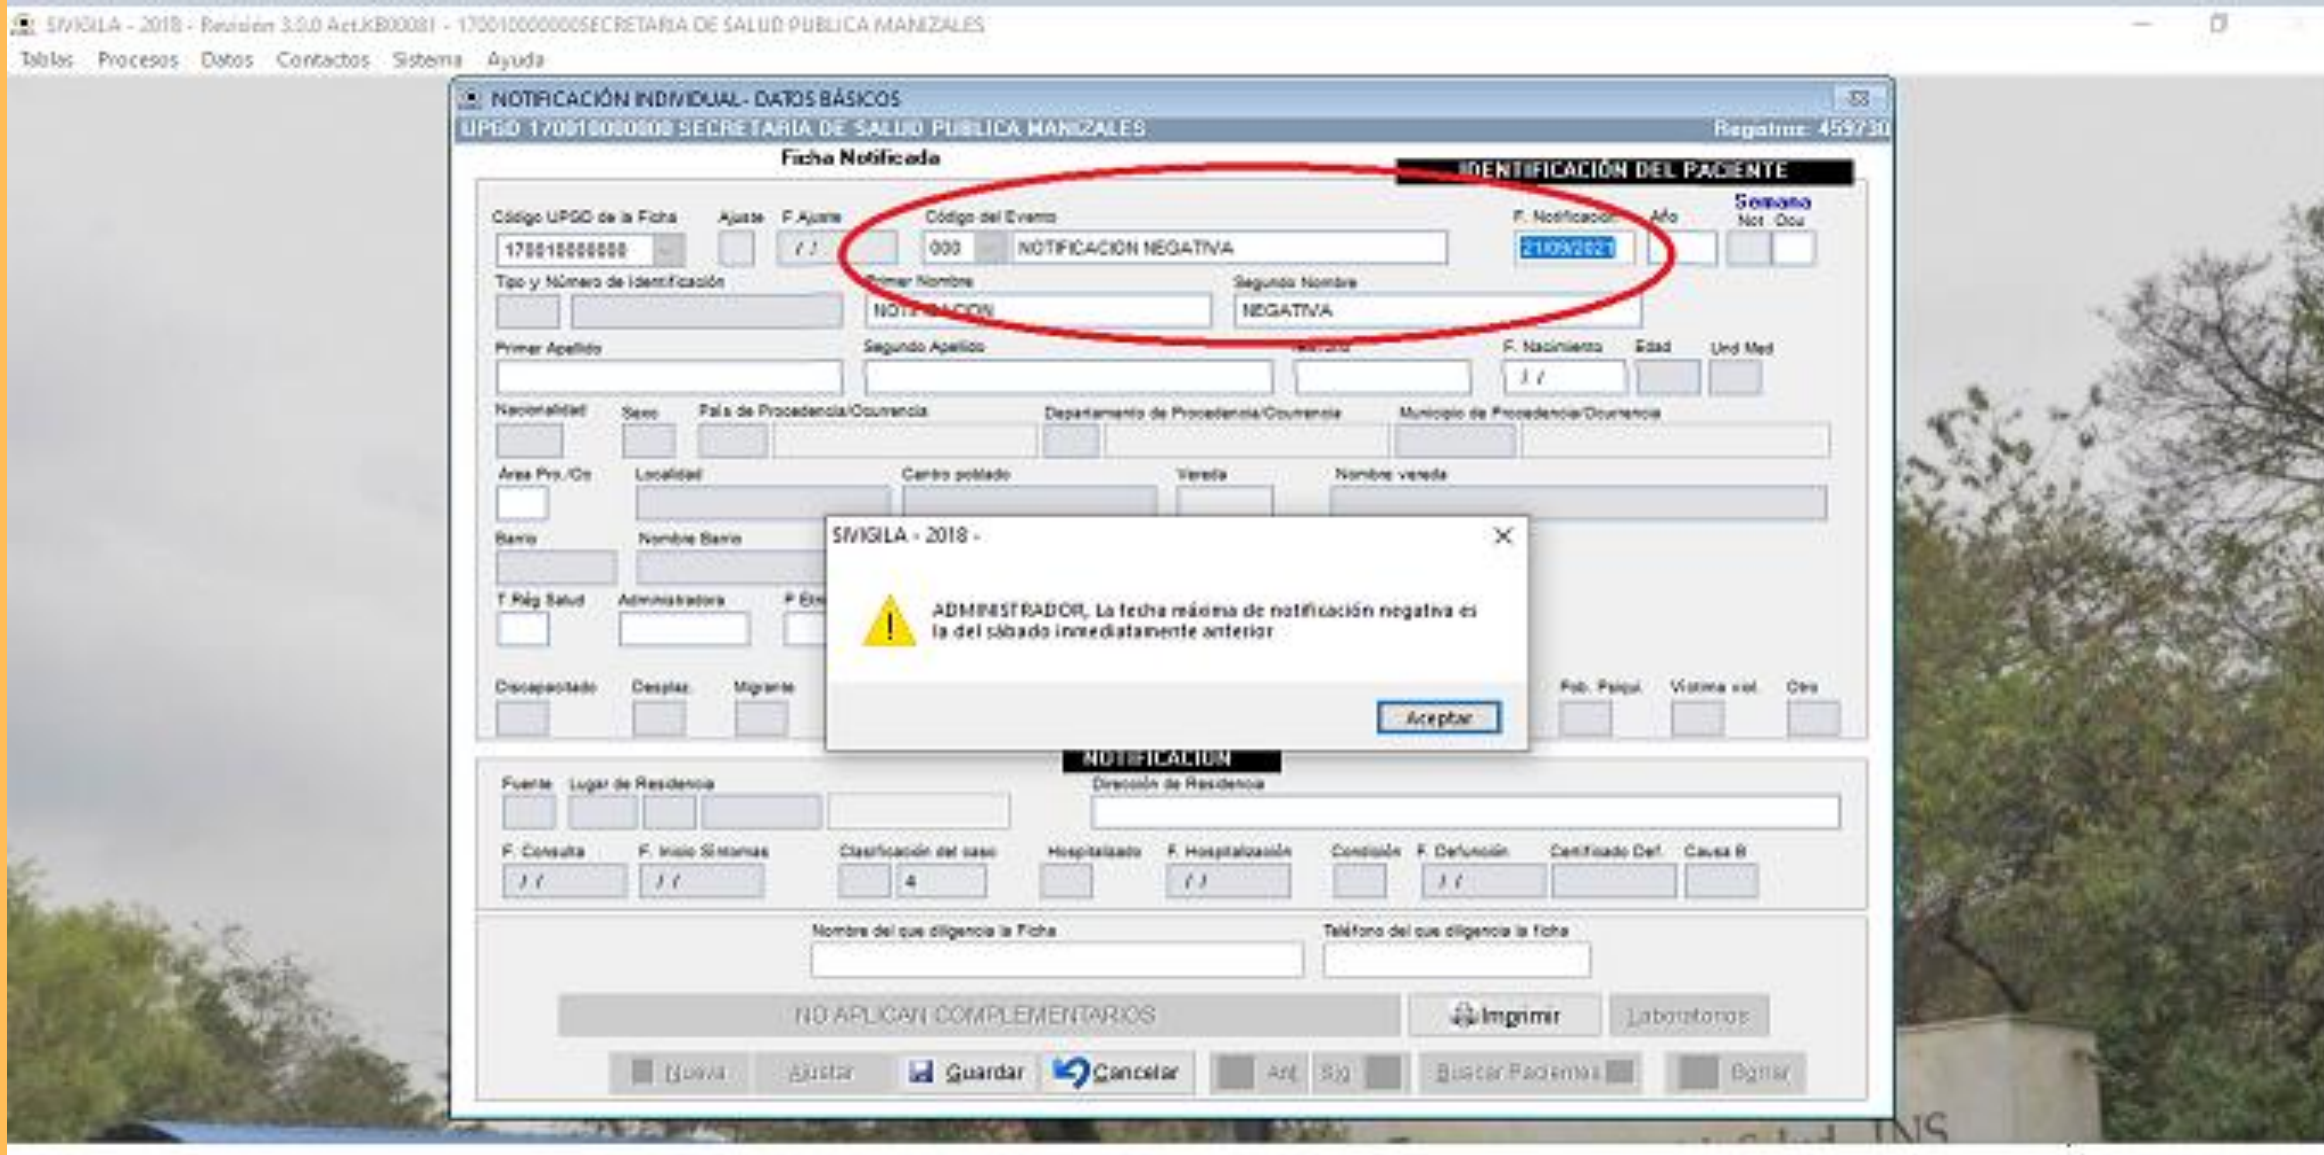 SIVIGILA - 2018 - Revisión 3.0.0 Act.KB00081 - 170010000000SECRETARIA DE SALUD PUBLICA MANIZALES
Tablas Procesos Datos Contactos Sistema Ayuda
NOTIFICACIÓN INDIVIDUAL- DATOS BÁSICOS
UPGD 170010000000 SECRETARIA DE SALUD PUBLICA MANIZALES Registros: 459730
Ficha Notificada
IDENTIFICACIÓN DEL PACIENTE
Semana
Código UPGD de la Ficha Ajuste F.Ajuste Código del Evento F. Notificación Año Not Ocu
170010000000 / / 000 NOTIFICACION NEGATIVA 21/09/2021
Tipo y Número de identificación Primer Nombre Segundo Nombre
NOTIFICACION NEGATIVA
Primer Apellido Segundo Apellido Teléfono F. Nacimiento Edad Und Med
/ /
Nacionalidad Sexo País de Procedencia/Ocurrencia Departamento de Procedencia/Ocurrencia Municipio de Procedencia/Ocurrencia
Area Pro./Oc Localidad Centro poblado Vereda Nombre vereda
Barrio Nombre Barrio
SIVIGILA - 2018 -
T Rég Salud Administradora P
ADMINISTRADOR, La fecha máxima de notificación negativa es
la del sábado inmediatamente anterior
Discapacitado Desplaz. Migrante Pob. Psiqui. Víctima viol. Otro
Aceptar
NOTIFICACIÓN
Fuente Lugar de Residencia Dirección de Residencia
F. Consulta F. Inicio Síntomas Clasificación del caso Hospitalizado F. Hospitalización Condición F. Defunción Certificado Def. Causa B
/ / / / 4 / / / /
Nombre del que diligencia la Ficha Teléfono del que diligencia la ficha
NO APLICAN COMPLEMENTARIOS Imprimir Laboratorios
Nueva Ajustar Guardar Cancelar Ant Sig Buscar Pacientes Borrar
INS